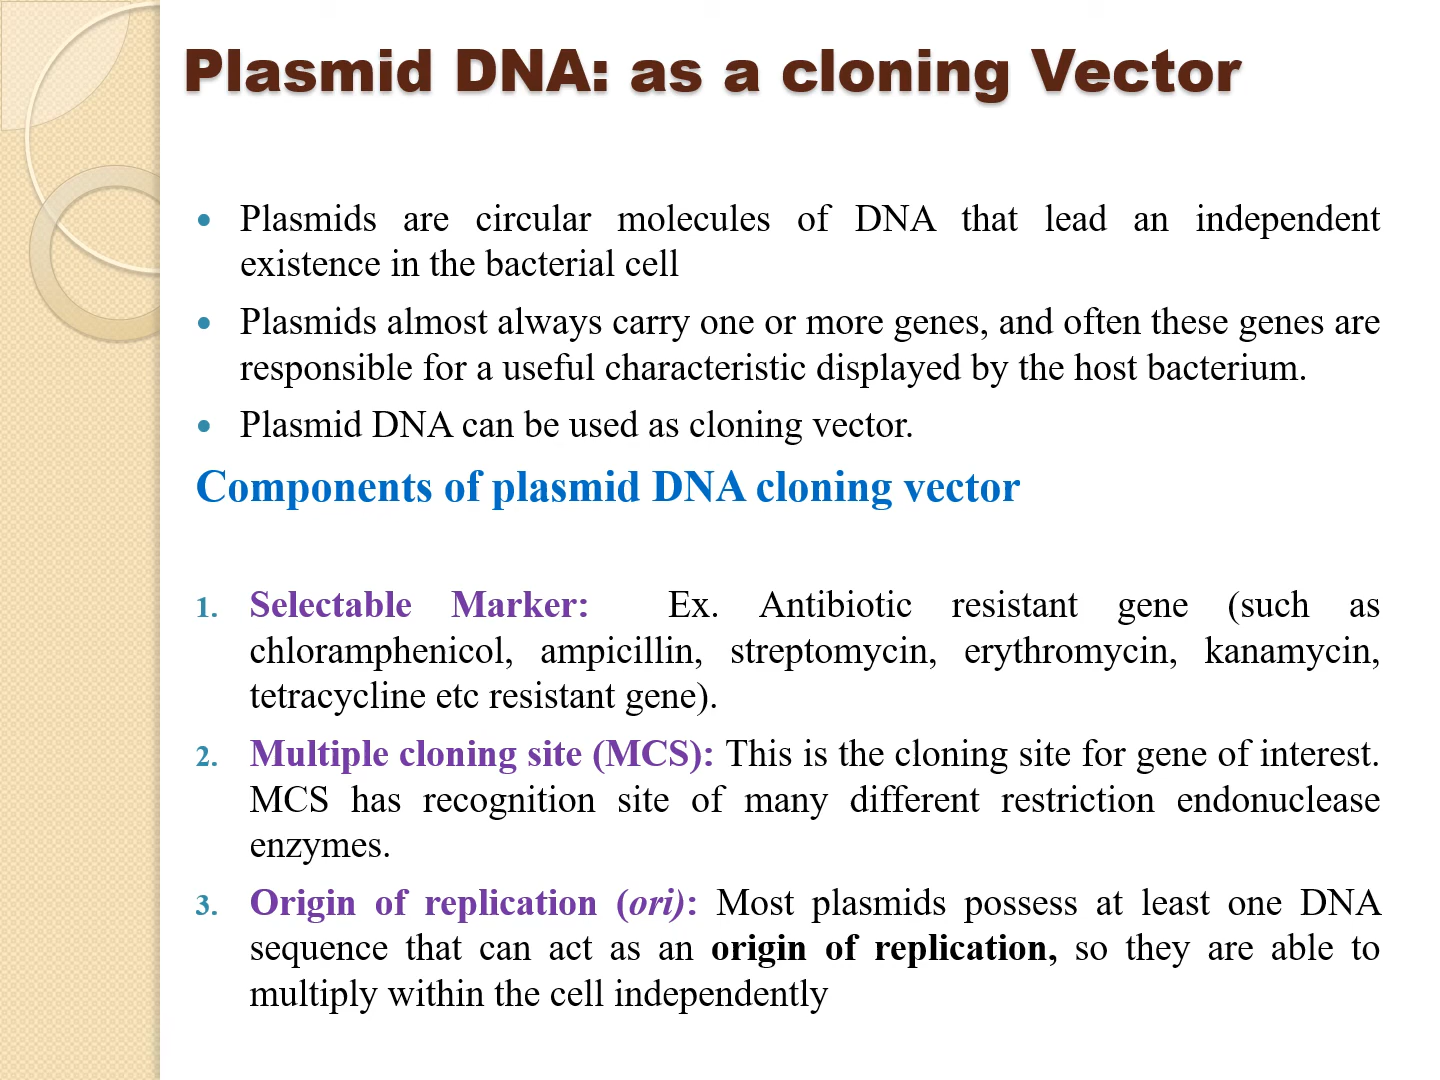 Plasmid DNA: as a cloning Vector
• Plasmids are circular molecules of DNA that lead an independent
existence in the bacterial cell
• Plasmids almost always carry one or more genes, and often these genes are
responsible for a useful characteristic displayed by the host bacterium.
• Plasmid DNA can be used as cloning vector.
Components of plasmid DNA cloning vector
1. Selectable Marker: Ex. Antibiotic resistant gene (such as
chloramphenicol, ampicillin, streptomycin, erythromycin, kanamycin,
tetracycline etc resistant gene).
2. Multiple cloning site (MCS): This is the cloning site for gene of interest.
MCS has recognition site of many different restriction endonuclease
enzymes.
3. Origin of replication (ori): Most plasmids possess at least one DNA
sequence that can act as an origin of replication, so they are able to
multiply within the cell independently